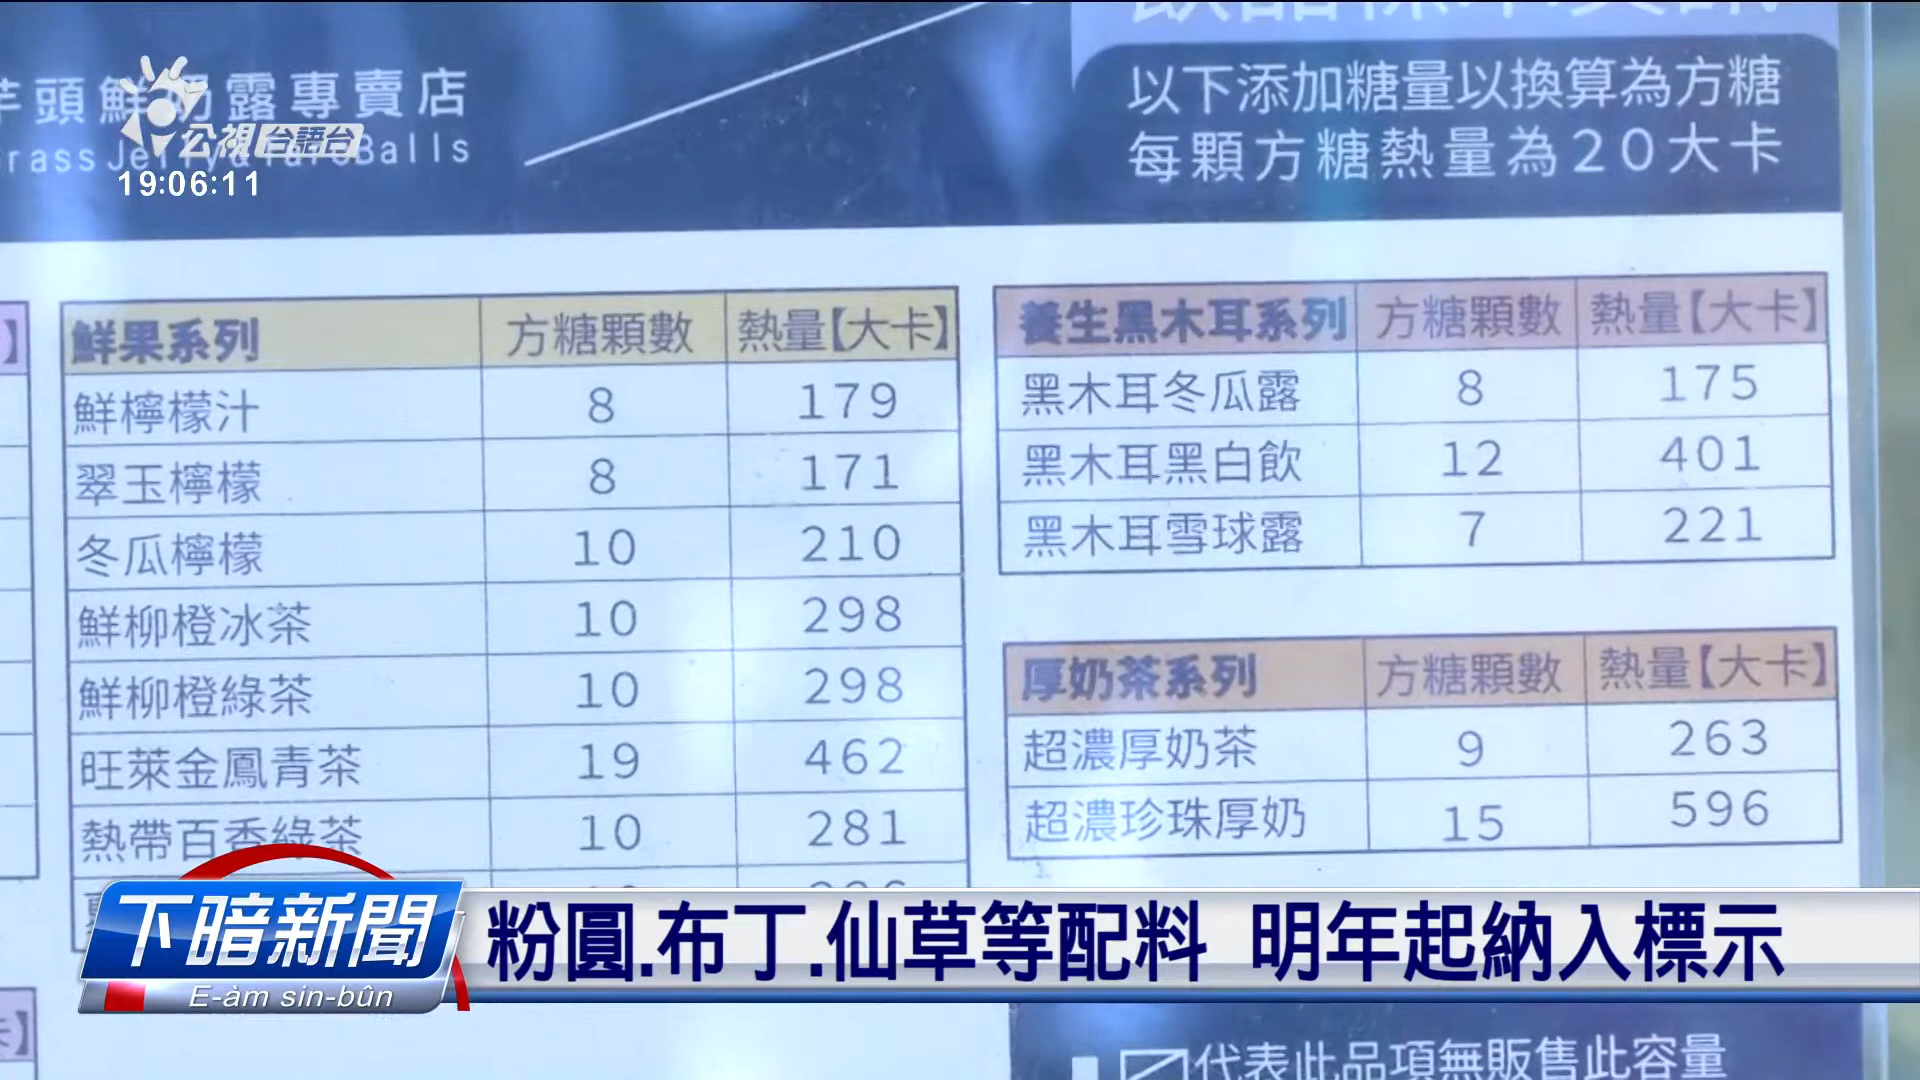 芋頭鮮奶露專賣店
Grass Jelly & Taro Balls
公視台語台
19:06:11
以下添加糖量以換算為方糖
每顆方糖熱量為20大卡
鮮果系列 方糖顆數 熱量【大卡】
鮮檸檬汁 8 179
翠玉檸檬 8 171
冬瓜檸檬 10 210
鮮柳橙冰茶 10 298
鮮柳橙綠茶 10 298
旺萊金鳳青茶 19 462
熱帶百香綠茶 10 281
養生黑木耳系列 方糖顆數 熱量【大卡】
黑木耳冬瓜露 8 175
黑木耳黑白飲 12 401
黑木耳雪球露 7 221
厚奶茶系列 方糖顆數 熱量【大卡】
超濃厚奶茶 9 263
超濃珍珠厚奶 15 596
下暗新聞
E-àm sin-bûn
粉圓.布丁.仙草等配料 明年起納入標示
代表此品項無販售此容量